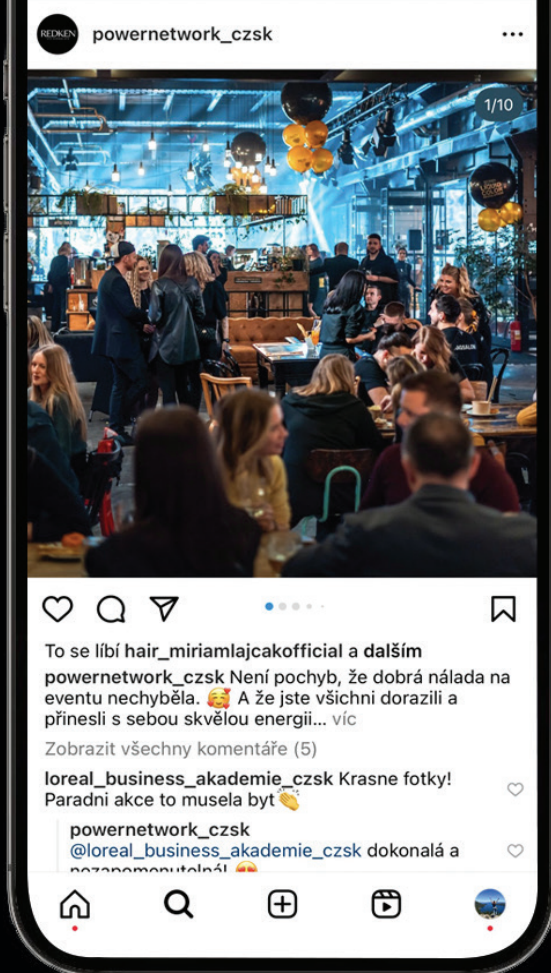 REDKEN
powernetwork_czsk
1/10
To se líbí hair_miriamlajcakofficial a dalším
powernetwork_czsk Není pochyb, že dobrá nálada na
eventu nechyběla. 🥰 A že jste všichni dorazili a
přinesli s sebou skvělou energii... víc
Zobrazit všechny komentáře (5)
loreal_business_akademie_czsk Krasne fotky!
Paradni akce to musela byt 👏
powernetwork_czsk
@loreal_business_akademie_czsk dokonalá a
nezapomenutelná! 😍